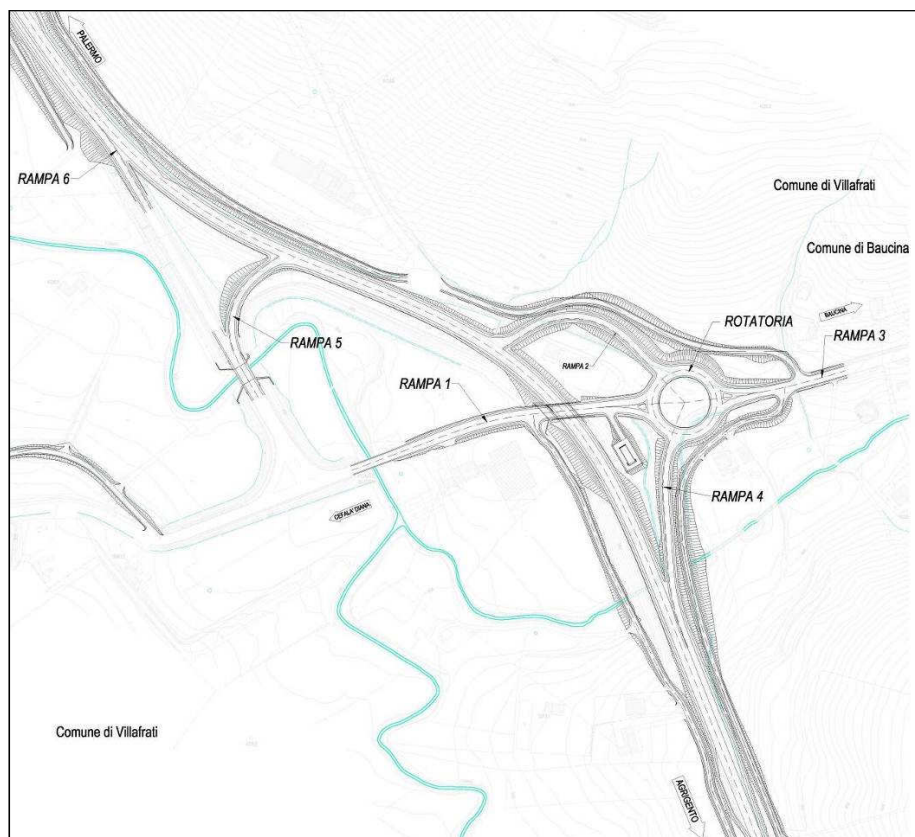 PALERMO
RAMPA 6
Comune di Villafrati
Comune di Baucina
BAUCINA
ROTATORIA
RAMPA 3
RAMPA 5
RAMPA 2
RAMPA 1
RAMPA 4
CEFALA' DIANA
Comune di Villafrati
AGRIGENTO